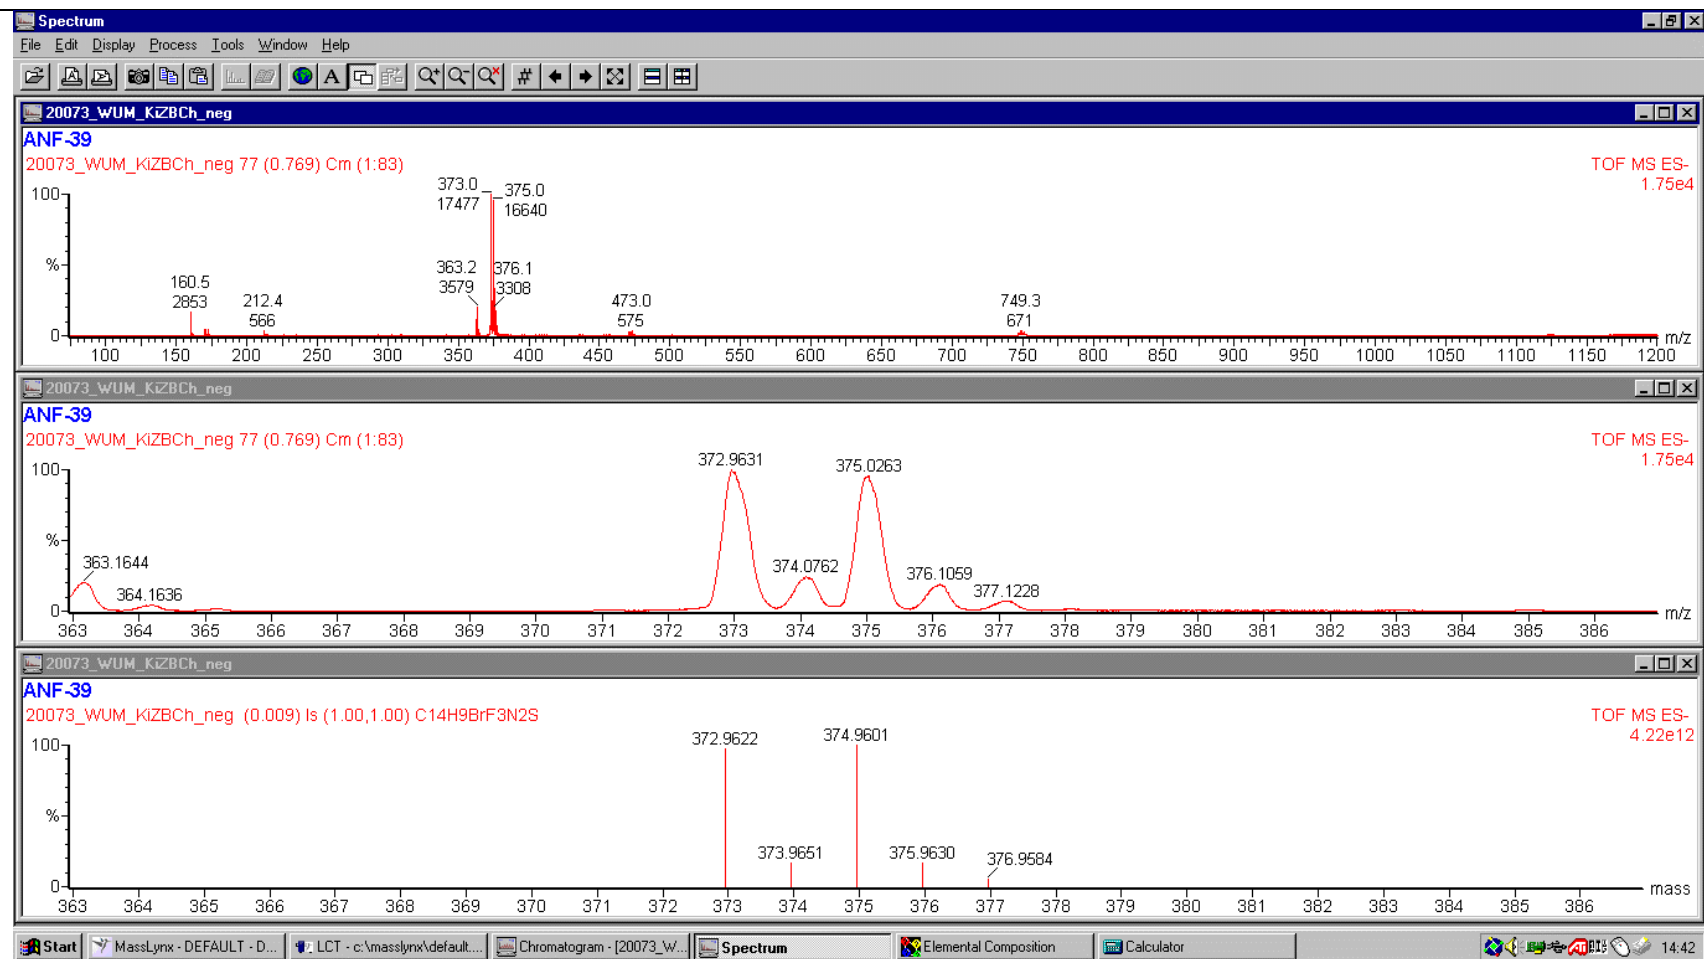 Spectrum
File Edit Display Process Tools Window Help
20073_WUM_KiZBCh_neg
ANF-39
20073_WUM_KiZBCh_neg 77 (0.769) Cm (1:83)
TOF MS ES-
1.75e4
100
%
0
373.0
17477
375.0
16640
363.2
3579
376.1
3308
160.5
2853
212.4
566
473.0
575
749.3
671
100 150 200 250 300 350 400 450 500 550 600 650 700 750 800 850 900 950 1000 1050 1100 1150 1200
m/z
20073_WUM_KiZBCh_neg
ANF-39
20073_WUM_KiZBCh_neg 77 (0.769) Cm (1:83)
TOF MS ES-
1.75e4
100
%
0
372.9631
375.0263
363.1644
364.1636
374.0762
376.1059
377.1228
363 364 365 366 367 368 369 370 371 372 373 374 375 376 377 378 379 380 381 382 383 384 385 386
m/z
20073_WUM_KiZBCh_neg
ANF-39
20073_WUM_KiZBCh_neg (0.009) Is (1.00,1.00) C14H9BrF3N2S
TOF MS ES-
4.22e12
100
%
0
372.9622
374.9601
373.9651
375.9630
376.9584
363 364 365 366 367 368 369 370 371 372 373 374 375 376 377 378 379 380 381 382 383 384 385 386
mass
Start MassLynx - DEFAULT - D... LCT - c:\masslynx\default.... Chromatogram - [20073_W... Spectrum Elemental Composition Calculator 14:42